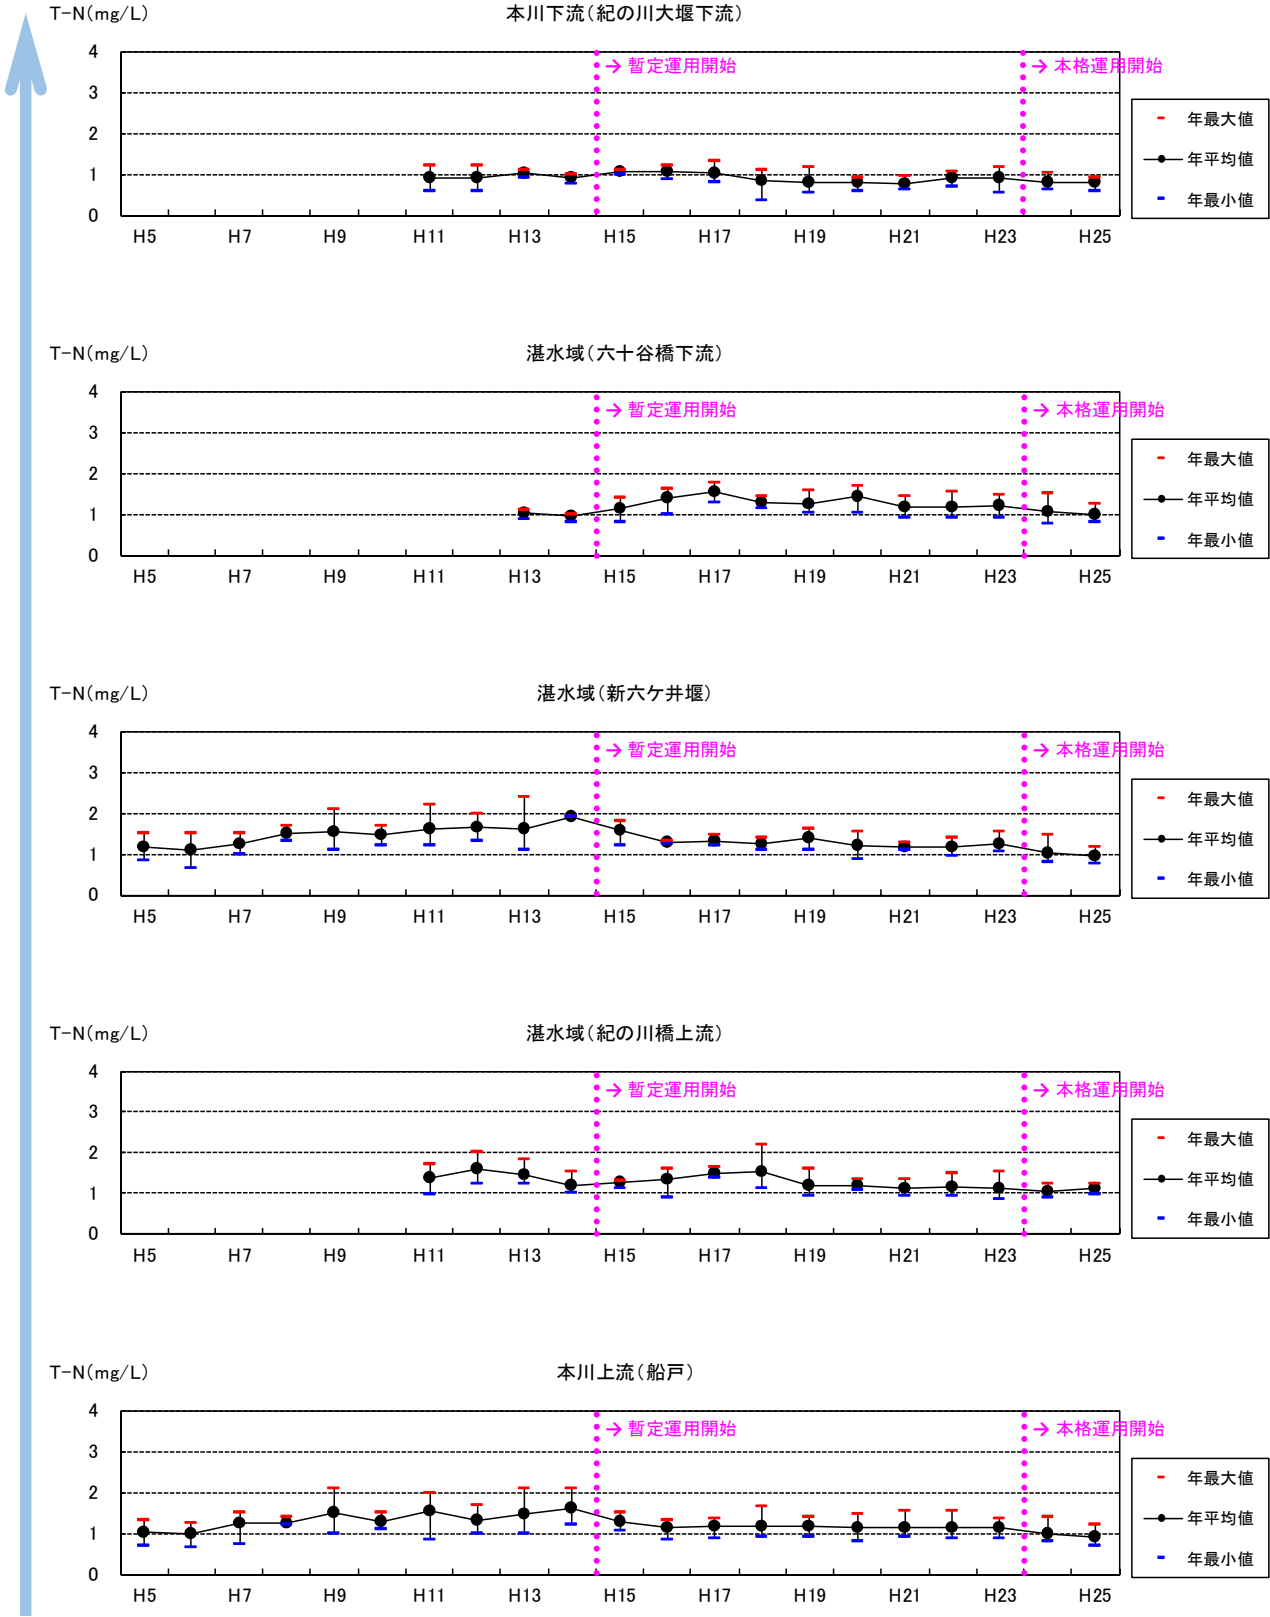 T-N(mg/L)
本川下流(紀の川大堰下流)
4
3
2
1
0
→ 暫定運用開始
→ 本格運用開始
H5 H7 H9 H11 H13 H15 H17 H19 H21 H23 H25
年最大値
年平均値
年最小値
T-N(mg/L)
湛水域(六十谷橋下流)
4
3
2
1
0
→ 暫定運用開始
→ 本格運用開始
H5 H7 H9 H11 H13 H15 H17 H19 H21 H23 H25
年最大値
年平均値
年最小値
T-N(mg/L)
湛水域(新六ケ井堰)
4
3
2
1
0
→ 暫定運用開始
→ 本格運用開始
H5 H7 H9 H11 H13 H15 H17 H19 H21 H23 H25
年最大値
年平均値
年最小値
T-N(mg/L)
湛水域(紀の川橋上流)
4
3
2
1
0
→ 暫定運用開始
→ 本格運用開始
H5 H7 H9 H11 H13 H15 H17 H19 H21 H23 H25
年最大値
年平均値
年最小値
T-N(mg/L)
本川上流(船戸)
4
3
2
1
0
→ 暫定運用開始
→ 本格運用開始
H5 H7 H9 H11 H13 H15 H17 H19 H21 H23 H25
年最大値
年平均値
年最小値